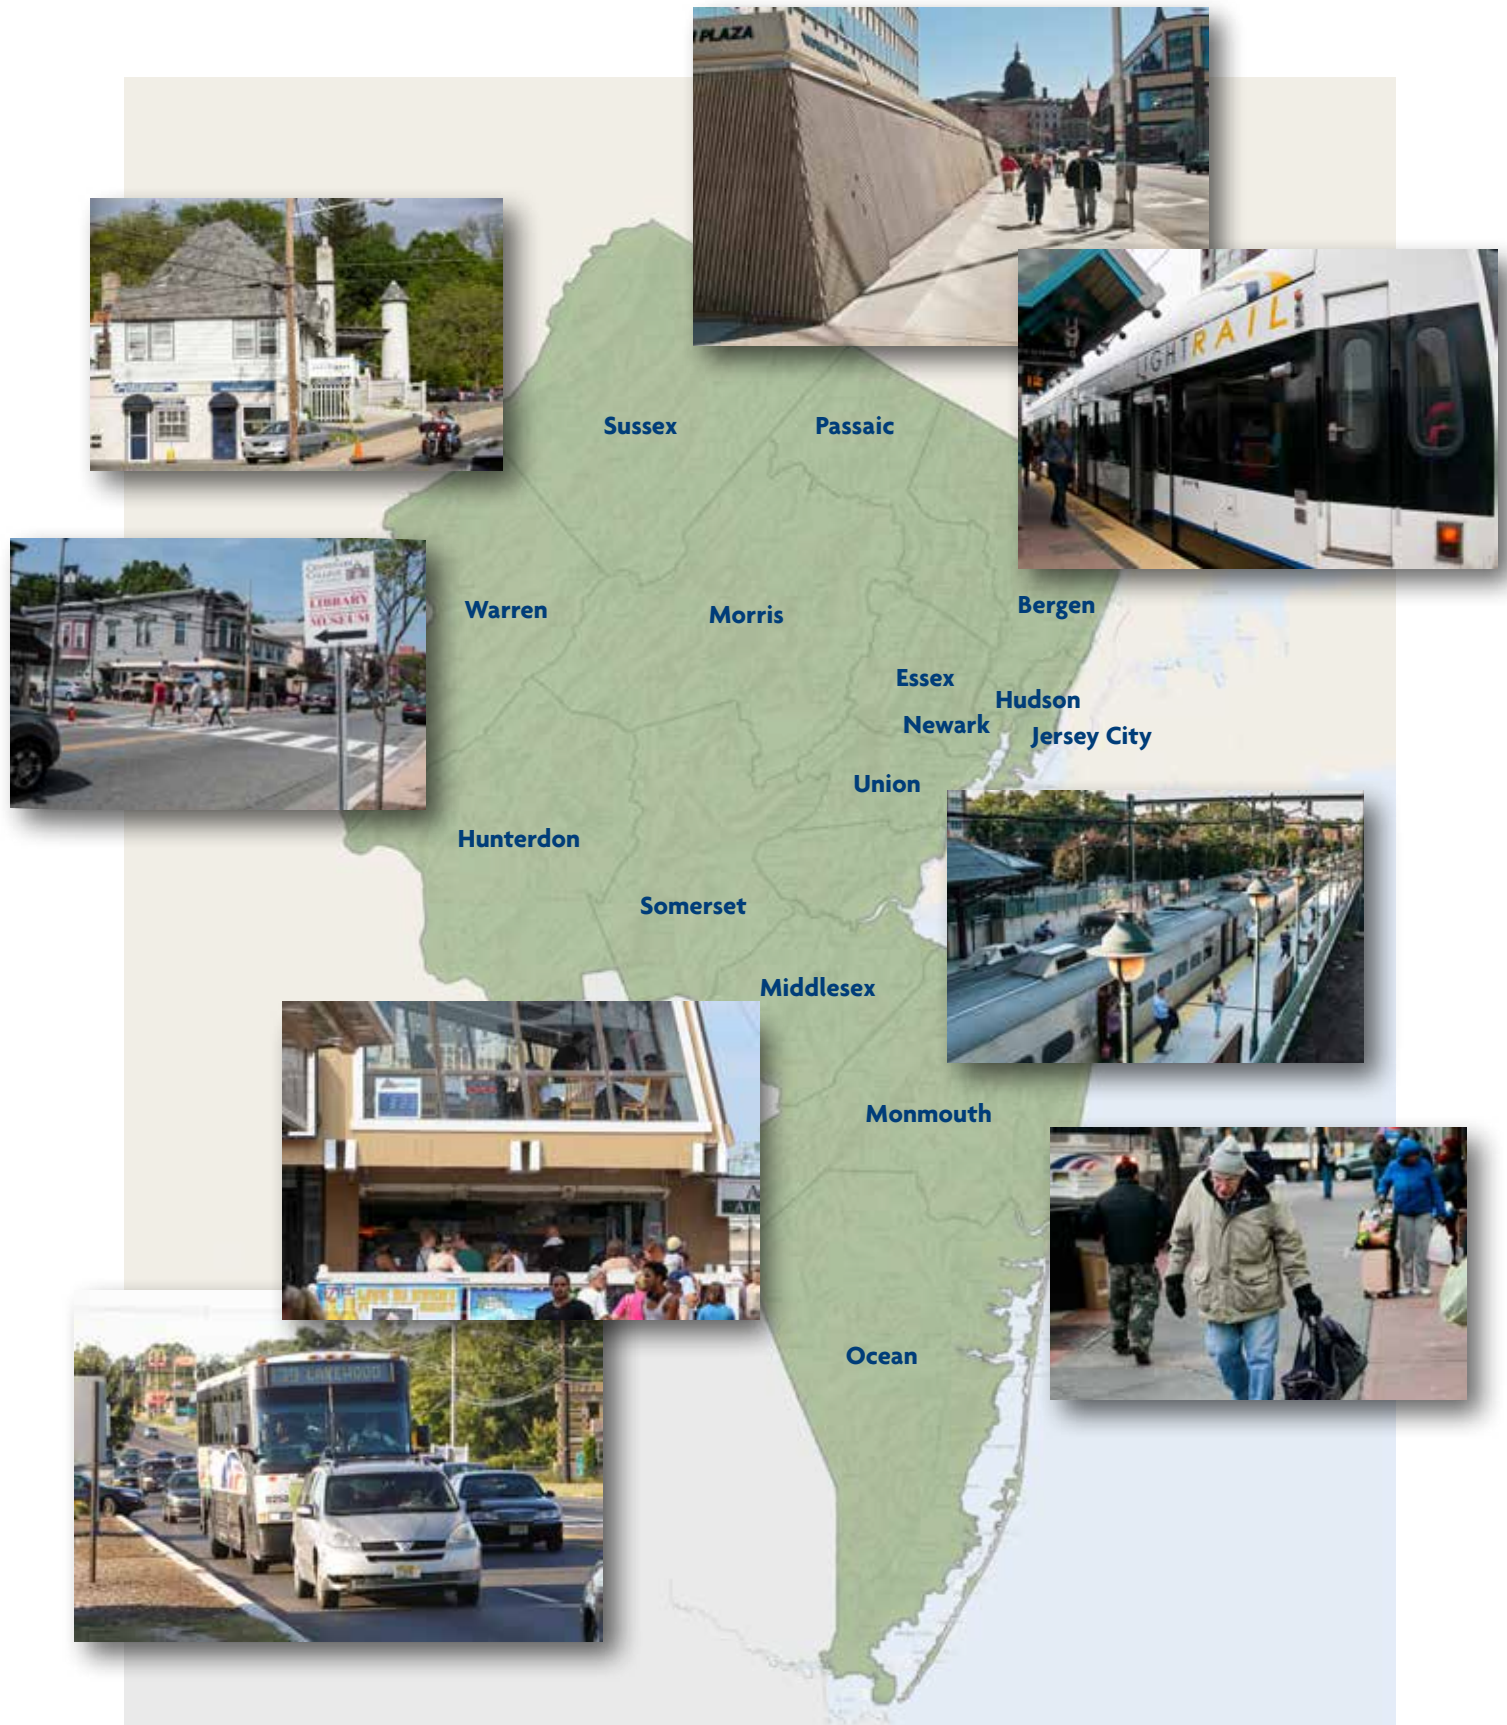 PLAZA
LIGHTRAIL
Sussex
Passaic
LIBRARY
MUSEUM
Warren
Morris
Bergen
Essex
Hudson
Newark
Jersey City
Union
Hunterdon
Somerset
Middlesex
Monmouth
Ocean
LAKEWOOD